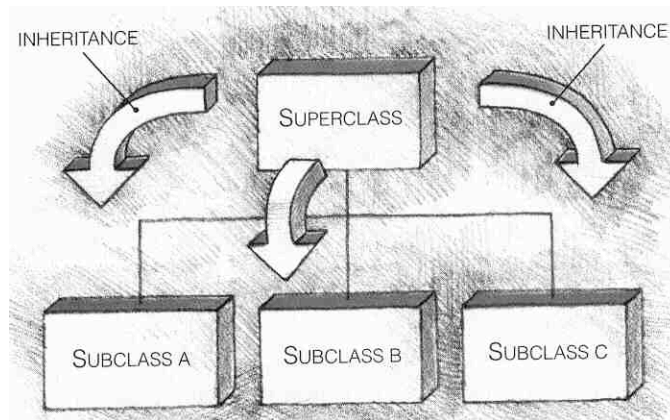 INHERITANCE
INHERITANCE
SUPERCLASS
SUBCLASS A
SUBCLASS B
SUBCLASS C